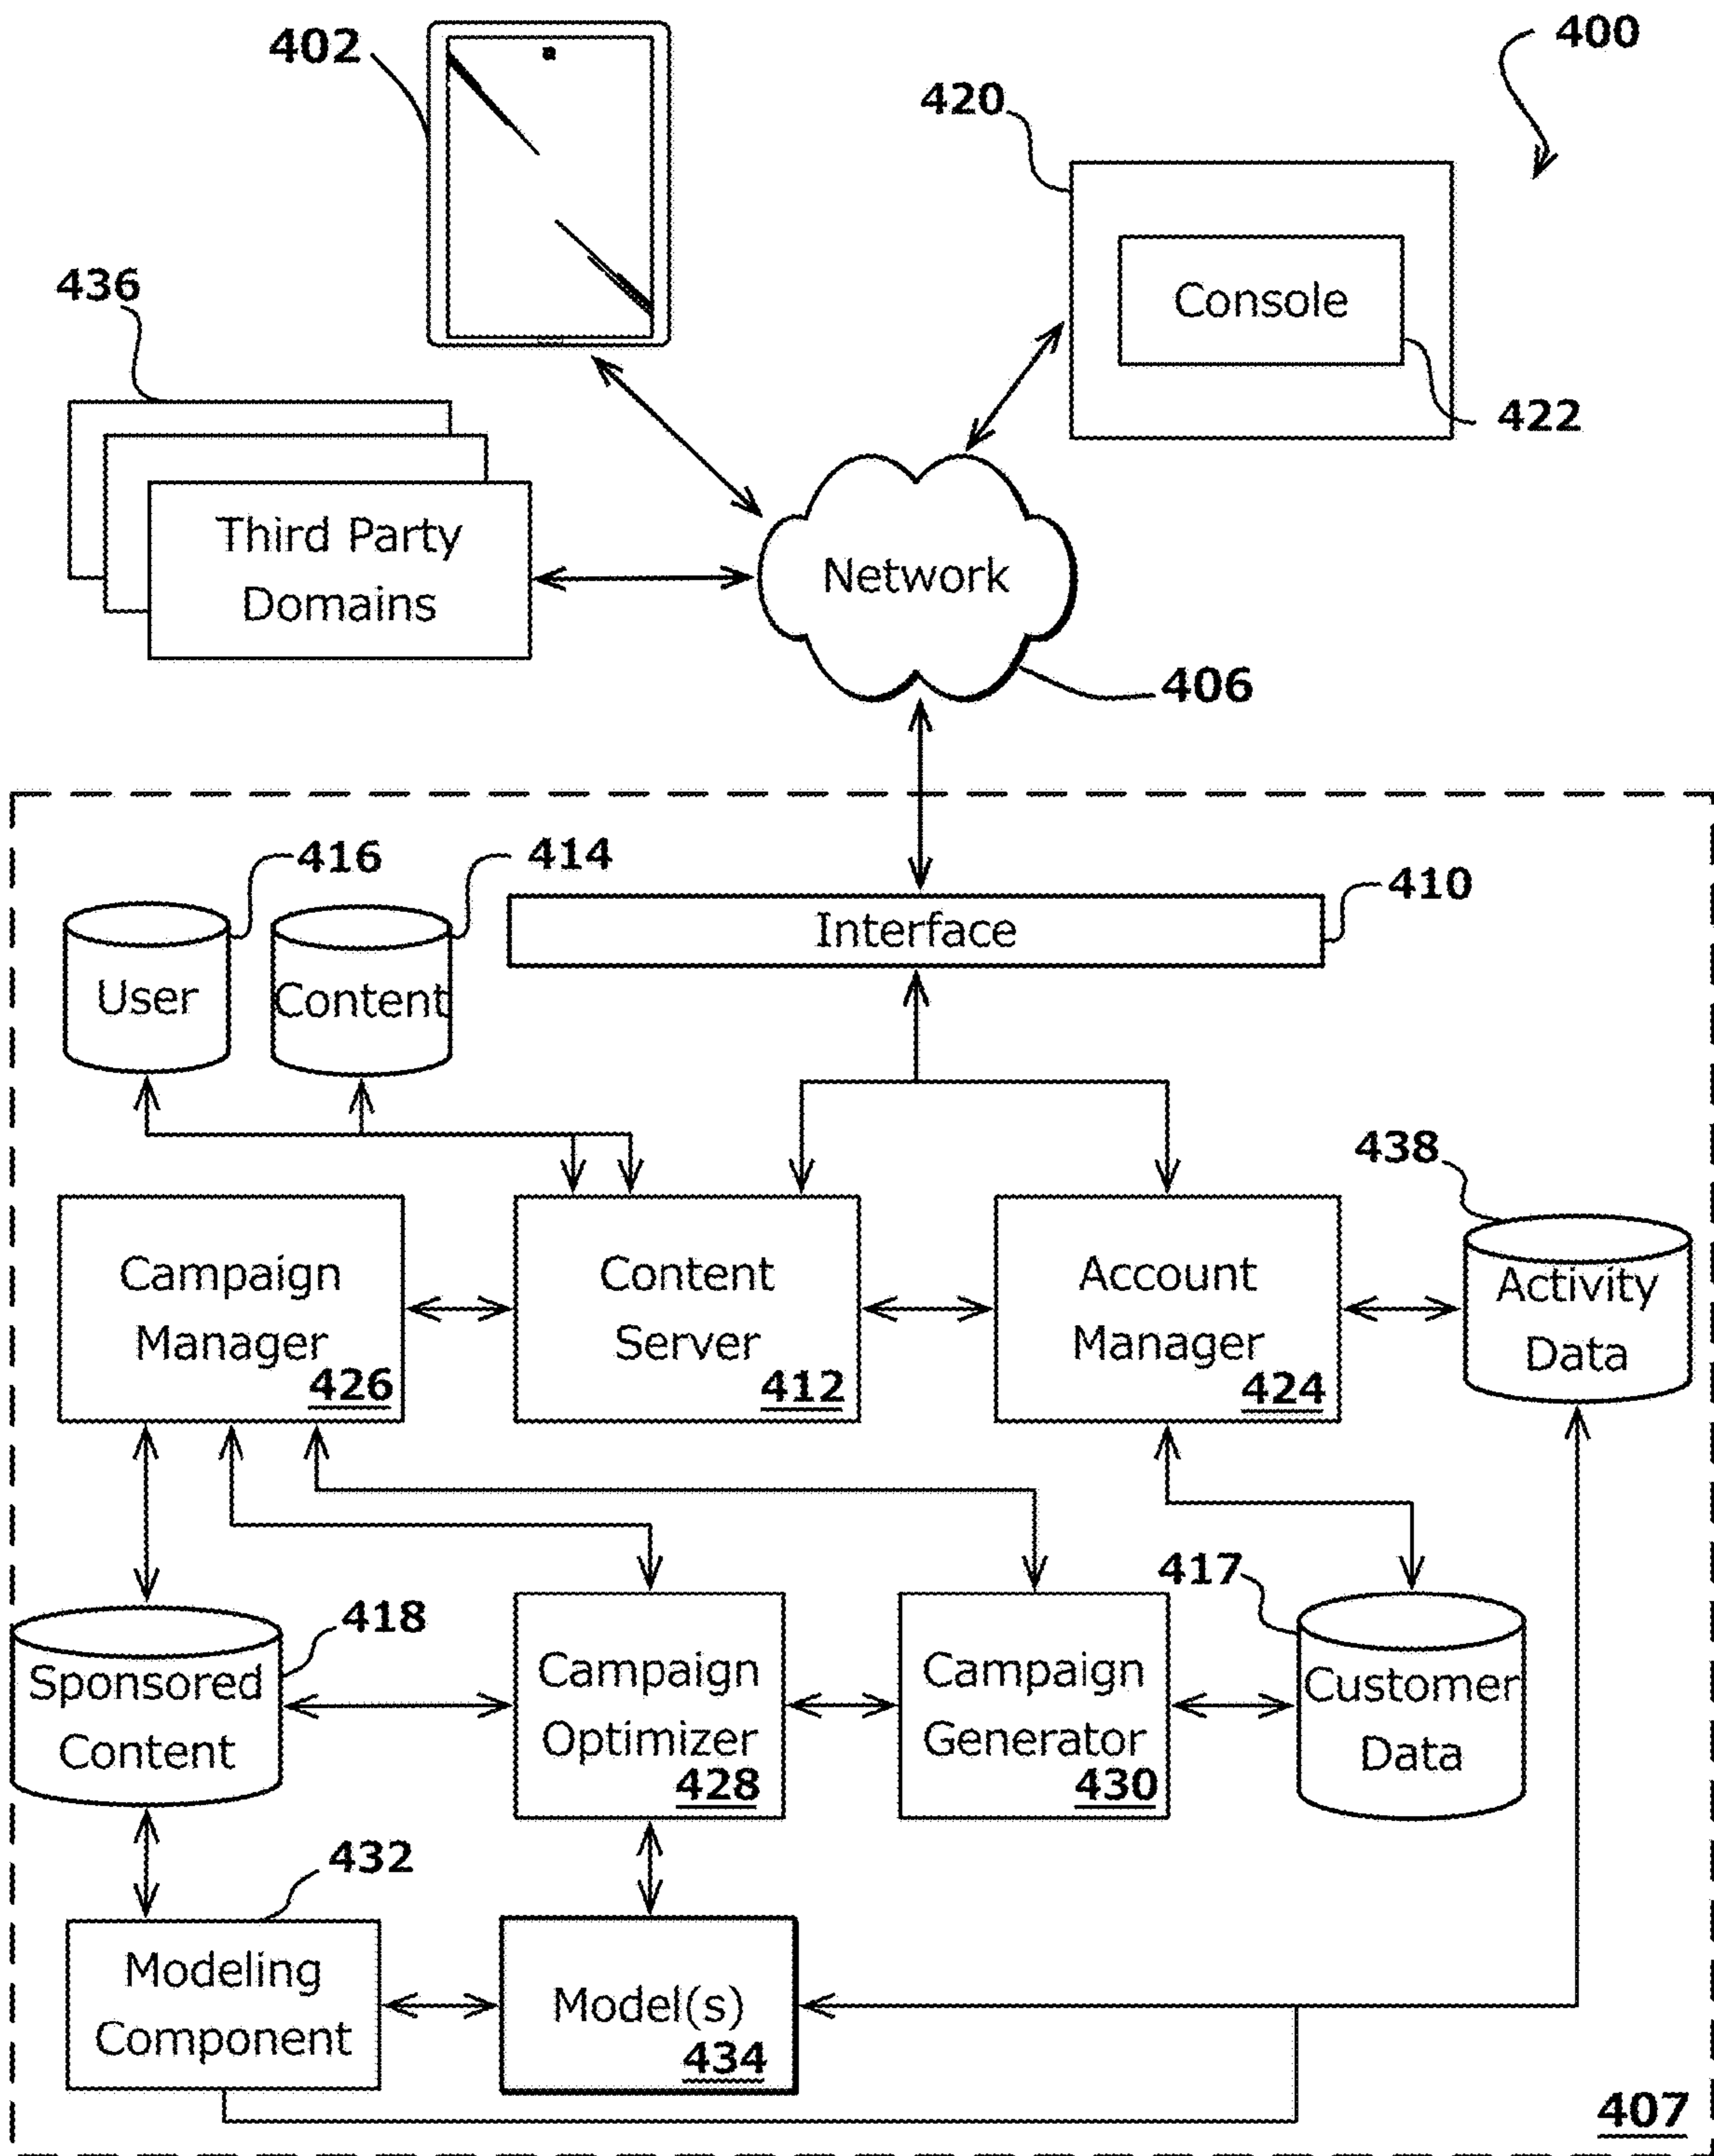 402
400
420
Console
422
436
Third Party
Domains
Network
406
416
414
410
Interface
User
Content
438
Campaign
Manager
426
Content
Server
412
Account
Manager
424
Activity
Data
417
418
Sponsored
Content
Campaign
Optimizer
428
Campaign
Generator
430
Customer
Data
432
Modeling
Component
Model(s)
434
407